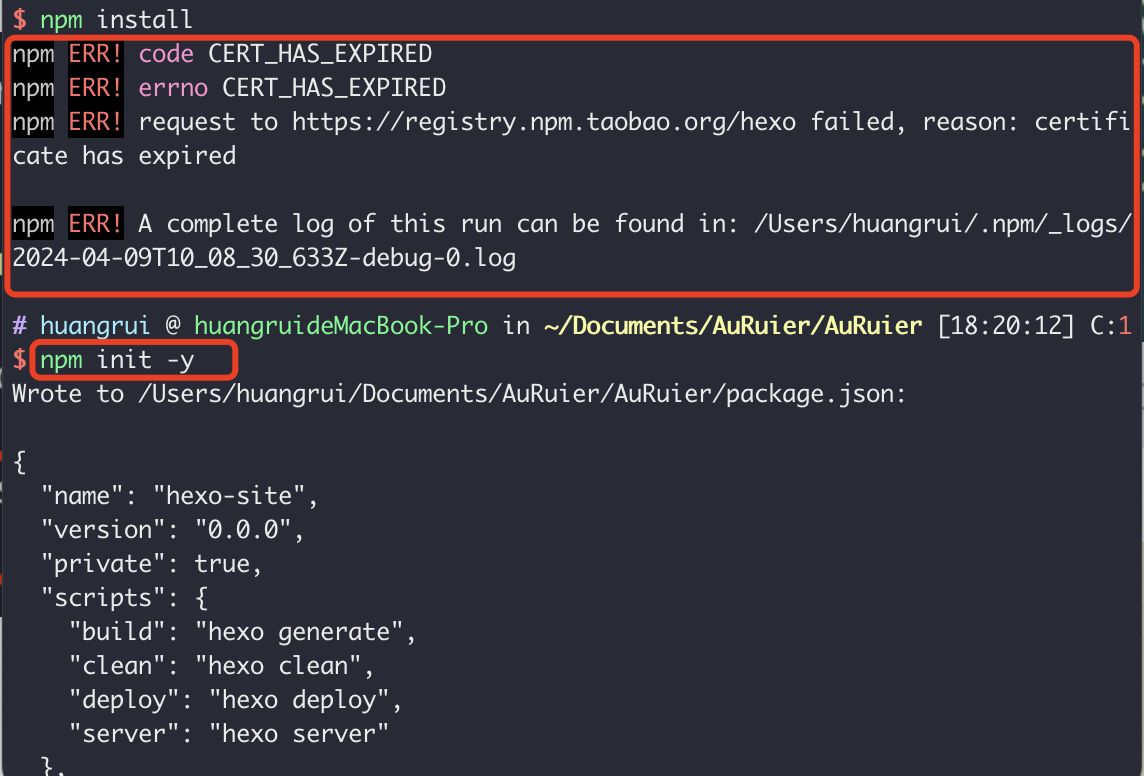 $ npm install
npm ERR! code CERT_HAS_EXPIRED
npm ERR! errno CERT_HAS_EXPIRED
npm ERR! request to https://registry.npm.taobao.org/hexo failed, reason: certifi
cate has expired
npm ERR! A complete log of this run can be found in: /Users/huangrui/.npm/_logs/
2024-04-09T10_08_30_633Z-debug-0.log
# huangrui @ huangruideMacBook-Pro in ~/Documents/AuRuier/AuRuier [18:20:12] C:1
$ npm init -y
Wrote to /Users/huangrui/Documents/AuRuier/AuRuier/package.json:
{
  "name": "hexo-site",
  "version": "0.0.0",
  "private": true,
  "scripts": {
    "build": "hexo generate",
    "clean": "hexo clean",
    "deploy": "hexo deploy",
    "server": "hexo server"
  },